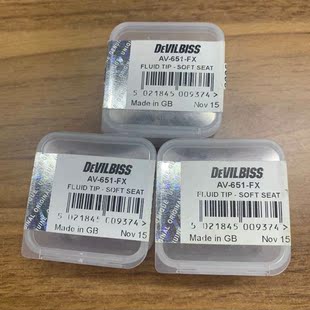 DEVILBISS
AV-651-FX
FLUID TIP - SOFT SEAT
5 021845 009374 >
Made in GB Nov 15
DEVILBISS
AV-651-FX
FLUID TIP - SOFT SEAT
5 021845 009374 >
Made in GB Nov 15
DEVILBISS
AV-651-FX
FLUID TIP - SOFT SEAT
5 021845 009374 >
Made in GB Nov 15